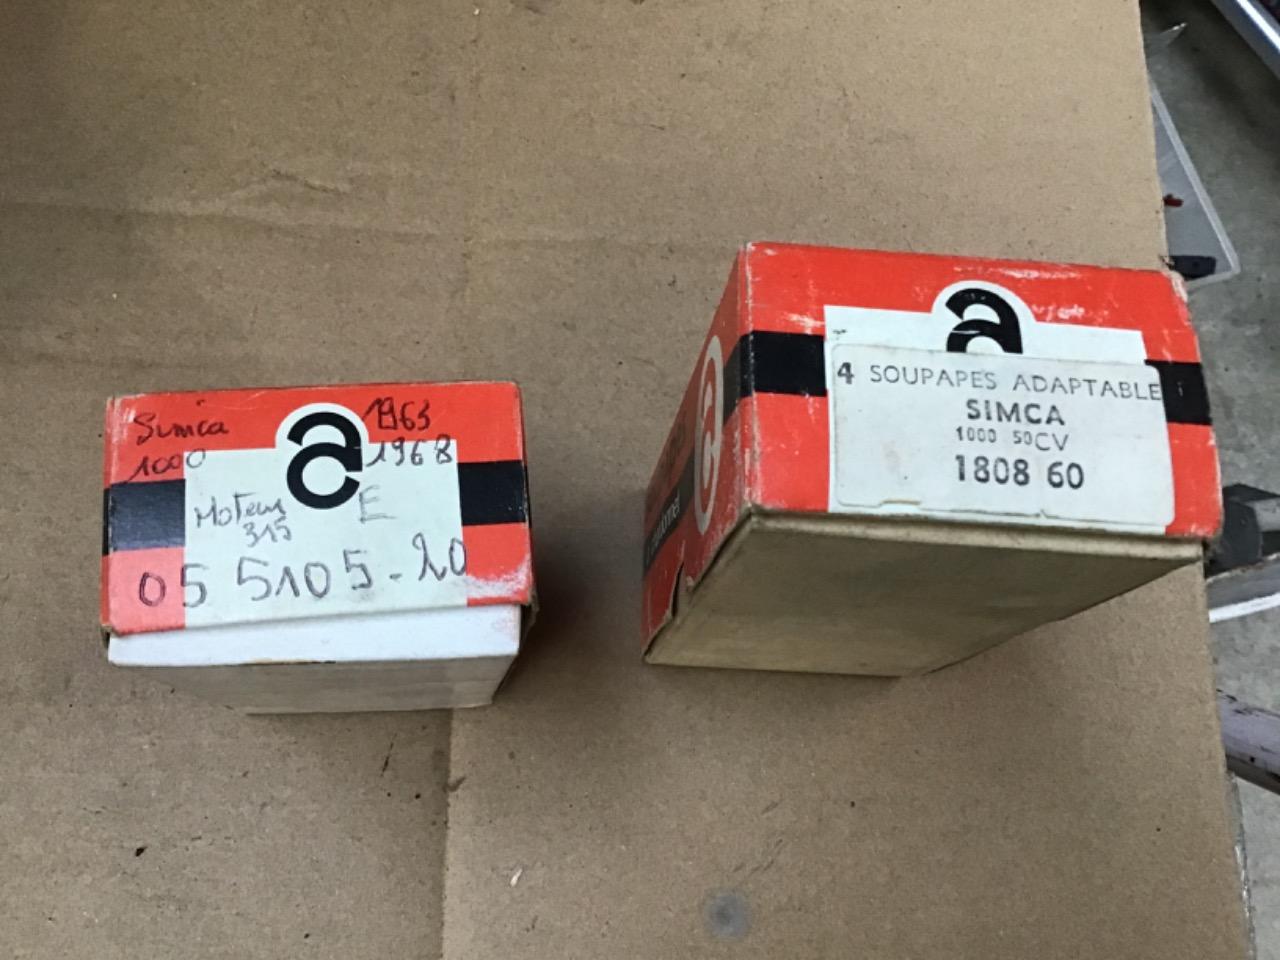 Simca
1000
1963
1968
Moteur
315
E
05 5105-20
4 SOUPAPES ADAPTABLE
SIMCA
1000 50CV
1808 60